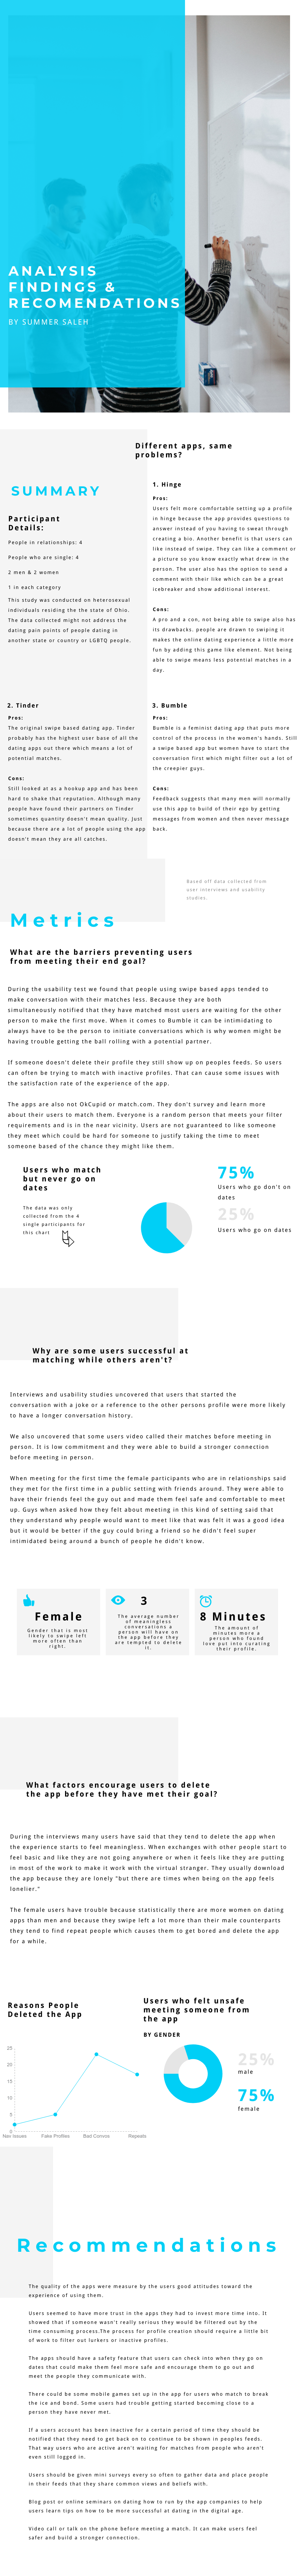 ANALYSIS
FINDINGS &
RECOMENDATIONS
BY SUMMER SALEH
Different apps, same
problems?
SUMMARY
Participant
Details:
People in relationships: 4
People who are single: 4
2 men & 2 women
1 in each category
This study was conducted on heterosexual
individuals residing the the state of Ohio.
The data collected might not address the
dating pain points of people dating in
another state or country or LGBTQ people.
1. Hinge
Pros:
Users felt more comfortable setting up a profile
in hinge because the app provides questions to
answer instead of you having to sweat through
creating a bio. Another benefit is that users can
like instead of swipe. They can like a comment or
a picture so you know exactly what drew in the
person. The user also has the option to send a
comment with their like which can be a great
icebreaker and show additional interest.
Cons:
A pro and a con, not being able to swipe also has
its drawbacks. people are drawn to swiping it
makes the online dating experience a little more
fun by adding this game like element. Not being
able to swipe means less potential matches in a
day.
2. Tinder
Pros:
The original swipe based dating app. Tinder
probably has the highest user base of all the
dating apps out there which means a lot of
potential matches.
Cons:
Still looked at as a hookup app and has been
hard to shake that reputation. Although many
people have found their partners on Tinder
sometimes quantity doesn't mean quality. Just
because there are a lot of people using the app
doesn't mean they are all catches.
3. Bumble
Pros:
Bumble is a feminist dating app that puts more
control of the process in the women's hands. Still
a swipe based app but women have to start the
conversation first which might filter out a lot of
the creepier guys.
Cons:
Feedback suggests that many men will normally
use this app to build of their ego by getting
messages from women and then never message
back.
Based off data collected from
user interviews and usability
studies.
Metrics
What are the barriers preventing users
from meeting their end goal?
During the usability test we found that people using swipe based apps tended to
make conversation with their matches less. Because they are both
simultaneously notified that they have matched most users are waiting for the other
person to make the first move. When it comes to Bumble it can be intimidating to
always have to be the person to initiate conversations which is why women might be
having trouble getting the ball rolling with a potential partner.
If someone doesn't delete their profile they still show up on peoples feeds. So users
can often be trying to match with inactive profiles. That can cause some issues with
the satisfaction rate of the experience of the app.
The apps are also not OkCupid or match.com. They don't survey and learn more
about their users to match them. Everyone is a random person that meets your filter
requirements and is in the near vicinity. Users are not guaranteed to like someone
they meet which could be hard for someone to justify taking the time to meet
someone based of the chance they might like them.
Users who match
but never go on
dates
The data was only
collected from the 4
single participants for
this chart
75%
Users who go don't on
dates
25%
Users who go on dates
Why are some users successful at
matching while others aren't?
Interviews and usability studies uncovered that users that started the
conversation with a joke or a reference to the other persons profile were more likely
to have a longer conversation history.
We also uncovered that some users video called their matches before meeting in
person. It is low commitment and they were able to build a stronger connection
before meeting in person.
When meeting for the first time the female participants who are in relationships said
they met for the first time in a public setting with friends around. They were able to
have their friends feel the guy out and made them feel safe and comfortable to meet
up. Guys when asked how they felt about meeting in this kind of setting said that
they understand why people would want to meet like that was felt it was a good idea
but it would be better if the guy could bring a friend so he didn't feel super
intimidated being around a bunch of people he didn't know.
Female
Gender that is most
likely to swipe left
more often than
right.
3
The average number
of meaningless
conversations a
person will have on
the app before they
are tempted to delete
it.
8 Minutes
The amount of
minutes more a
person who found
love put into curating
their profile.
What factors encourage users to delete
the app before they have met their goal?
During the interviews many users have said that they tend to delete the app when
the experience starts to feel meaningless. When exchanges with other people start to
feel basic and like they are not going anywhere or when it feels like they are putting
in most of the work to make it work with the virtual stranger. They usually download
the app because they are lonely "but there are times when being on the app feels
lonelier."
The female users have trouble because statistically there are more women on dating
apps than men and because they swipe left a lot more than their male counterparts
they tend to find repeat people which causes them to get bored and delete the app
for a while.
Reasons People
Deleted the App
25
20
15
10
5
0
Nav Issues Fake Profiles Bad Convos Repeats
Users who felt unsafe
meeting someone from
the app
BY GENDER
25%
male
75%
female
Recommendations
The quality of the apps were measure by the users good attitudes toward the
experience of using them.
Users seemed to have more trust in the apps they had to invest more time into. It
showed that if someone wasn't really serious they would be filtered out by the
time consuming process.The process for profile creation should require a little bit
of work to filter out lurkers or inactive profiles.
The apps should have a safety feature that users can check into when they go on
dates that could make them feel more safe and encourage them to go out and
meet the people they communicate with.
There could be some mobile games set up in the app for users who match to break
the ice and bond. Some users had trouble getting started becoming close to a
person they have never met.
If a users account has been inactive for a certain period of time they should be
notified that they need to get back on to continue to be shown in peoples feeds.
That way users who are active aren't waiting for matches from people who aren't
even still logged in.
Users should be given mini surveys every so often to gather data and place people
in their feeds that they share common views and beliefs with.
Blog post or online seminars on dating how to run by the app companies to help
users learn tips on how to be more successful at dating in the digital age.
Video call or talk on the phone before meeting a match. It can make users feel
safer and build a stronger connection.